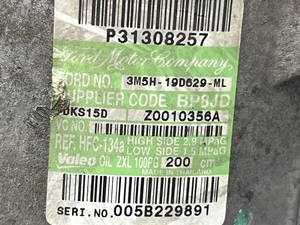 P31308257
Ford Motor Company
FORD NO. 3M5H-19D629-ML
SUPPLIER CODE BP8JD
DKS15D Z0010356A
VC NO.
REF. HFC-134a HIGH SIDE 2.9 MPaG
LOW SIDE 1.5 MPaG
Valeo OIL ZXL 100PG 200 cm³
MADE IN THAILAND
SERI.NO. 005B229891